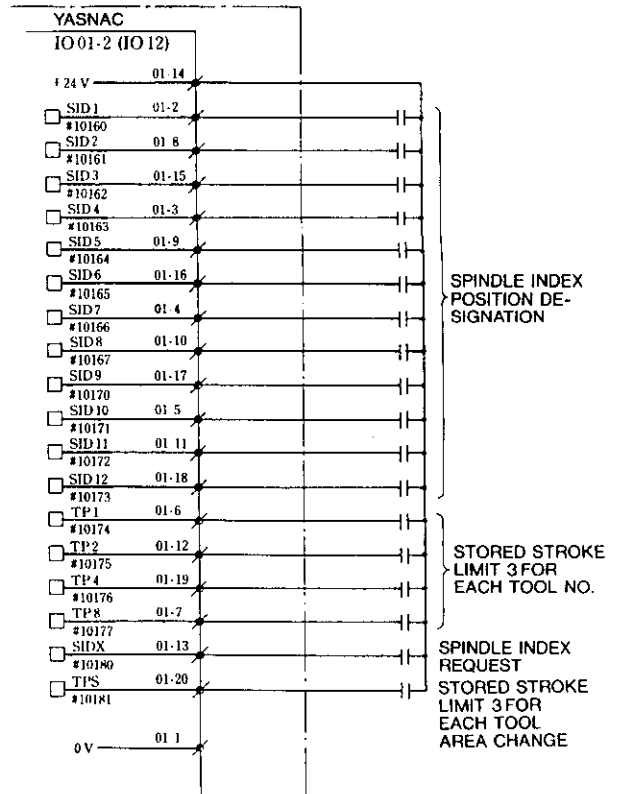 YASNAC
IO 01-2 (IO 12)
+24 V 01-14
SID 1 01-2
#10160
SID 2 01 8
#10161
SID 3 01-15
#10162
SID 4 01-3
#10163
SID 5 01-9
#10164
SID 6 01-16
#10165
SID 7 01-4
#10166
SID 8 01-10
#10167
SID 9 01-17
#10170
SID 10 01 5
#10171
SID 11 01 11
#10172
SID 12 01-18
#10173
SPINDLE INDEX
POSITION DE-
SIGNATION
TP 1 01-6
#10174
TP 2 01-12
#10175
TP 4 01-19
#10176
TP 8 01-7
#10177
STORED STROKE
LIMIT 3 FOR
EACH TOOL NO.
SIDX 01-13
#10180
SPINDLE INDEX
REQUEST
TPS 01-20
#10181
STORED STROKE
LIMIT 3 FOR
EACH TOOL
AREA CHANGE
0 V 01 1